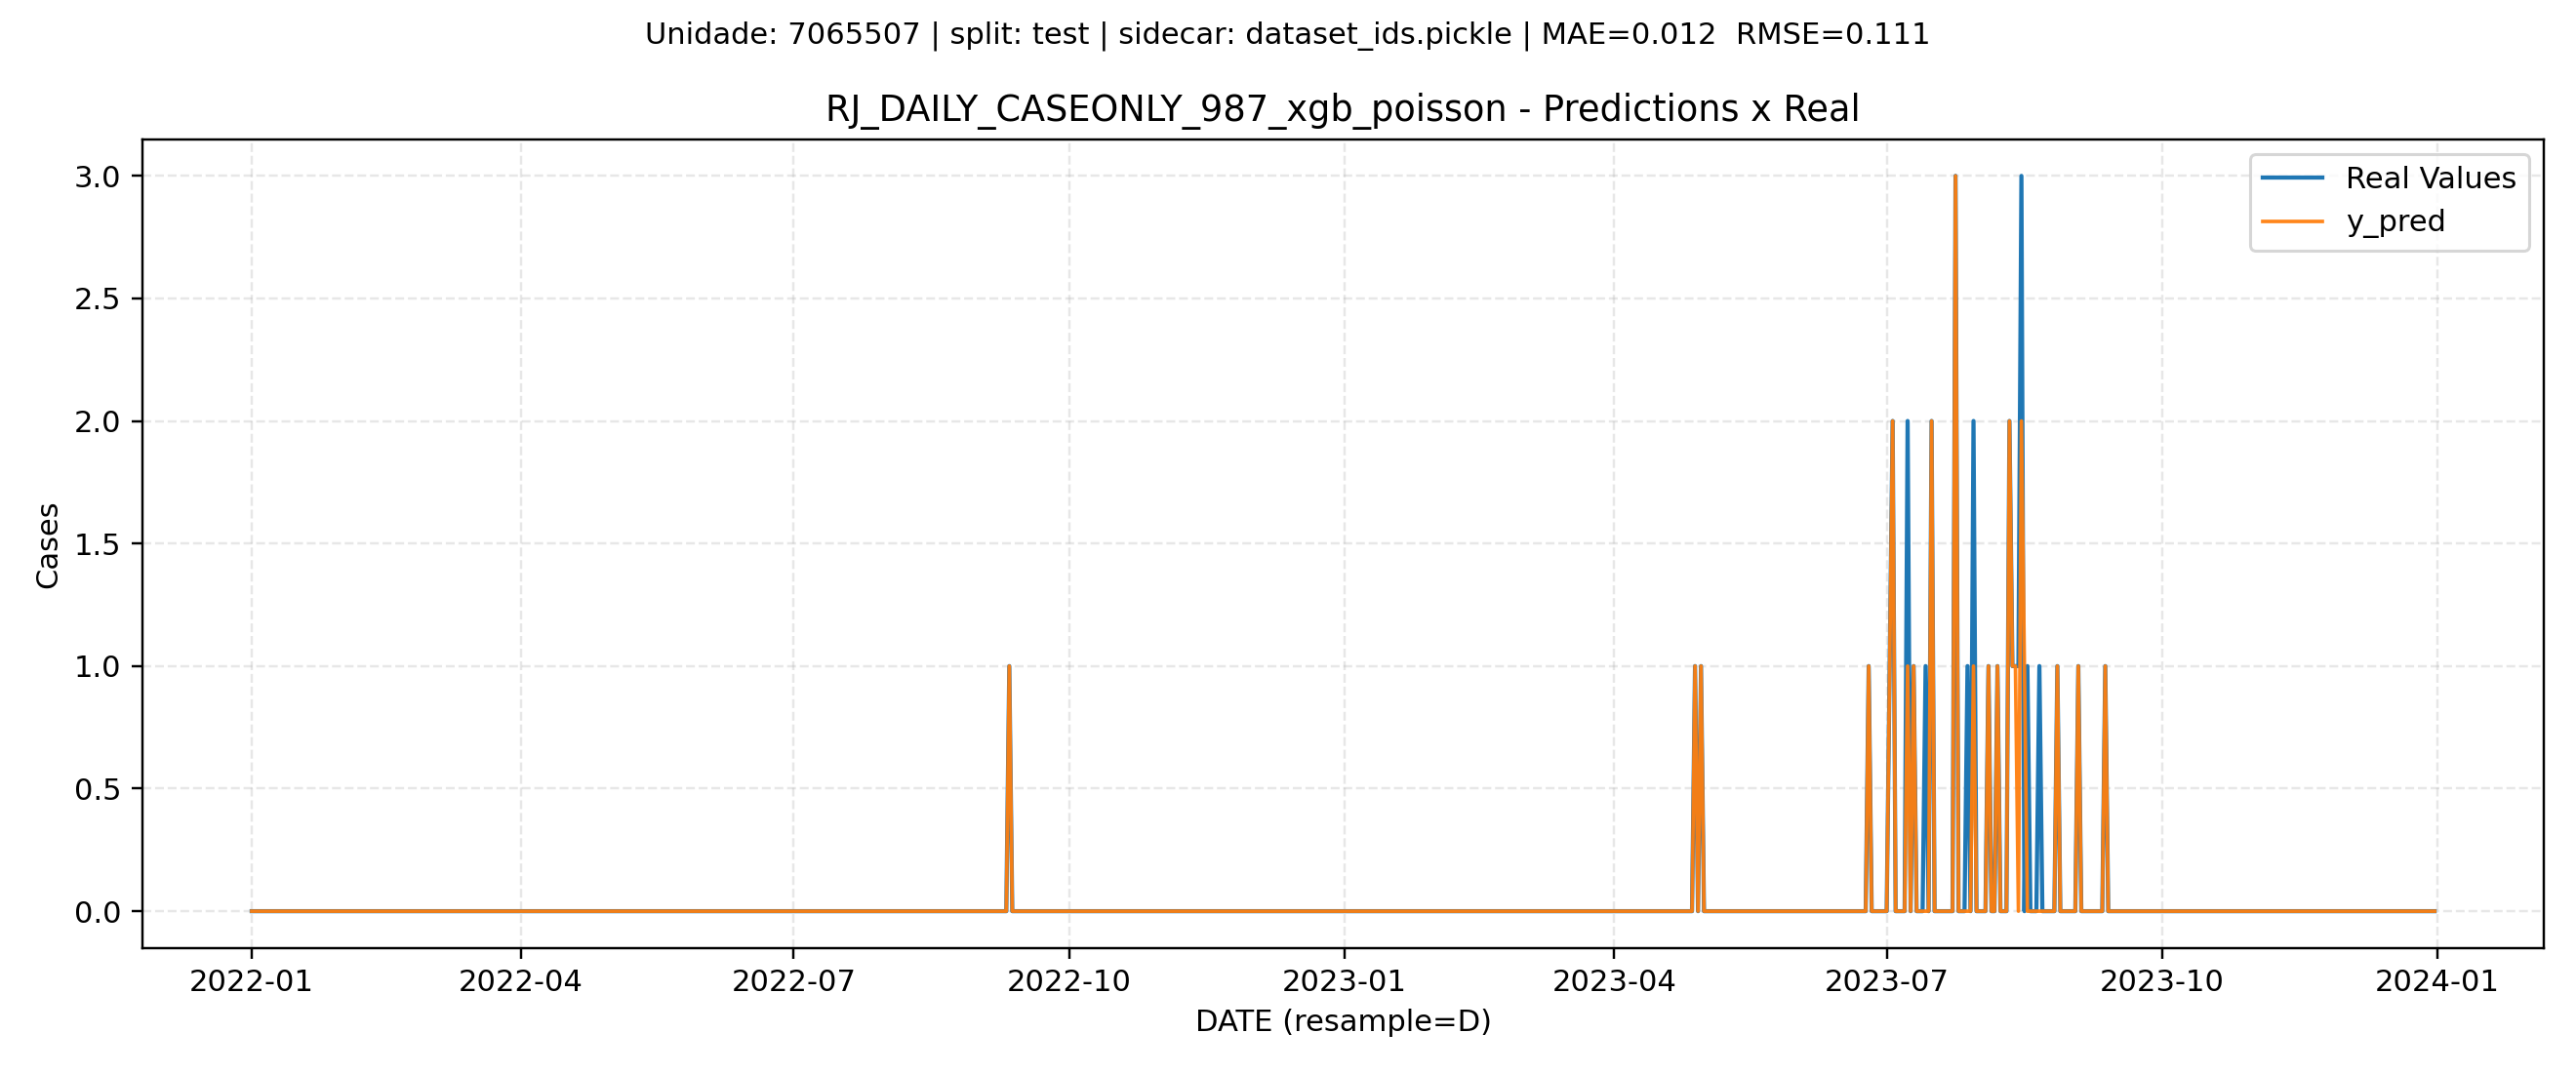 Unidade: 7065507 | split: test | sidecar: dataset_ids.pickle | MAE=0.012  RMSE=0.111
RJ_DAILY_CASEONLY_987_xgb_poisson - Predictions x Real
Real Values
y_pred
Cases
3.0
2.5
2.0
1.5
1.0
0.5
0.0
2022-01
2022-04
2022-07
2022-10
2023-01
2023-04
2023-07
2023-10
2024-01
DATE (resample=D)